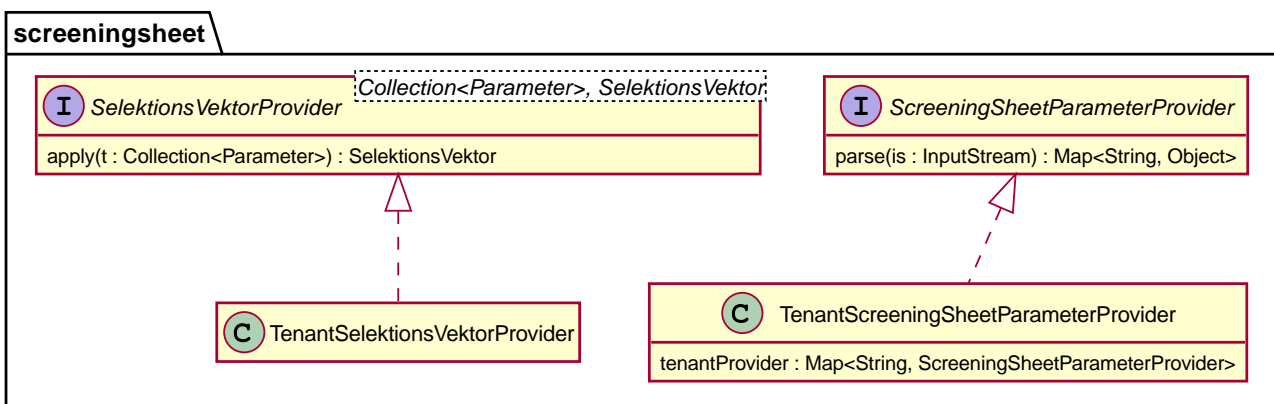 screeningsheet
Collection<Parameter>, SelektionsVektor
I SelektionsVektorProvider
apply(t : Collection<Parameter>) : SelektionsVektor
I ScreeningSheetParameterProvider
parse(is : InputStream) : Map<String, Object>
C TenantSelektionsVektorProvider
C TenantScreeningSheetParameterProvider
tenantProvider : Map<String, ScreeningSheetParameterProvider>